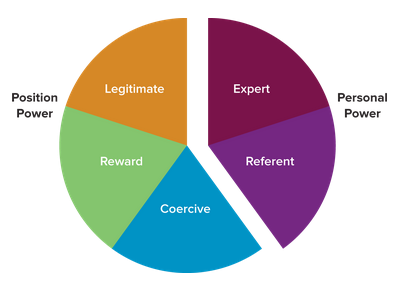 Legitimate
Expert
Position
Power
Personal
Power
Reward
Referent
Coercive